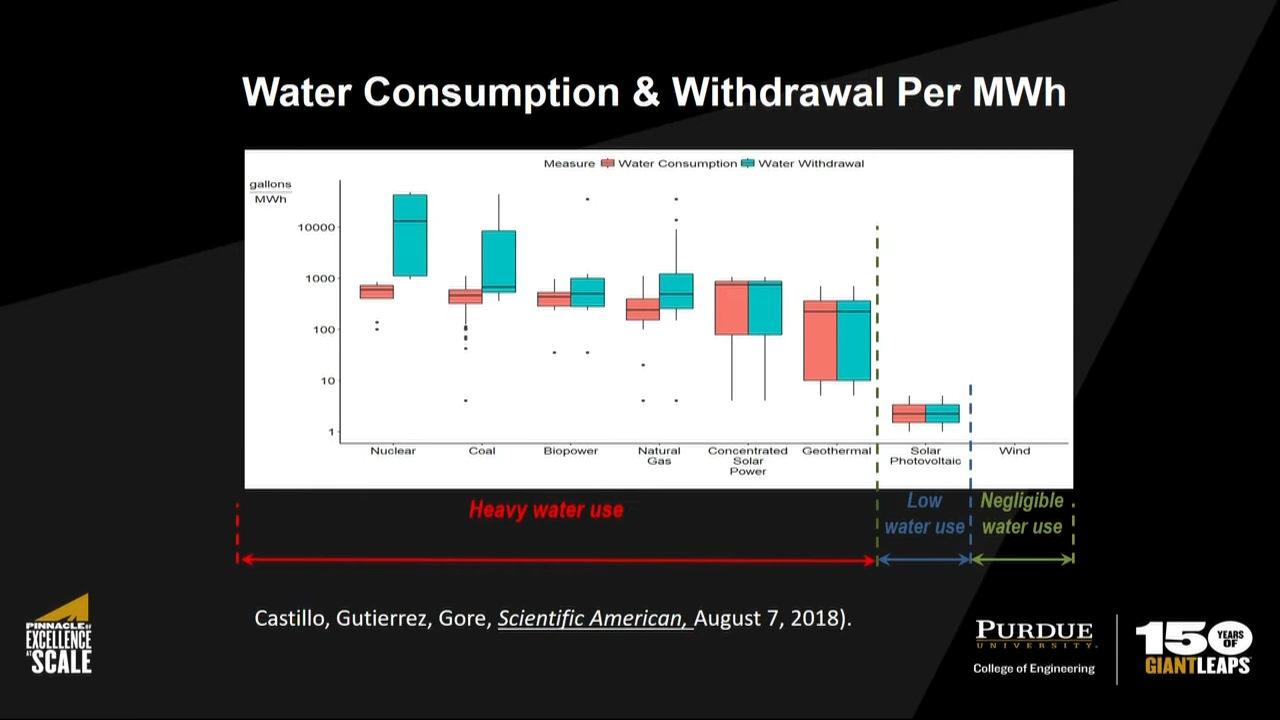 Water Consumption & Withdrawal Per MWh
Measure Water Consumption Water Withdrawal
gallons
MWh
10000
1000
100
10
1
Nuclear Coal Biopower Natural Gas Concentrated Solar Power Geothermal Solar Photovoltaic Wind
Heavy water use
Low water use
Negligible water use
Castillo, Gutierrez, Gore, Scientific American, August 7, 2018).
PINNACLE OF
EXCELLENCE
AT SCALE
PURDUE
UNIVERSITY.
College of Engineering
150 YEARS OF
GIANT LEAPS